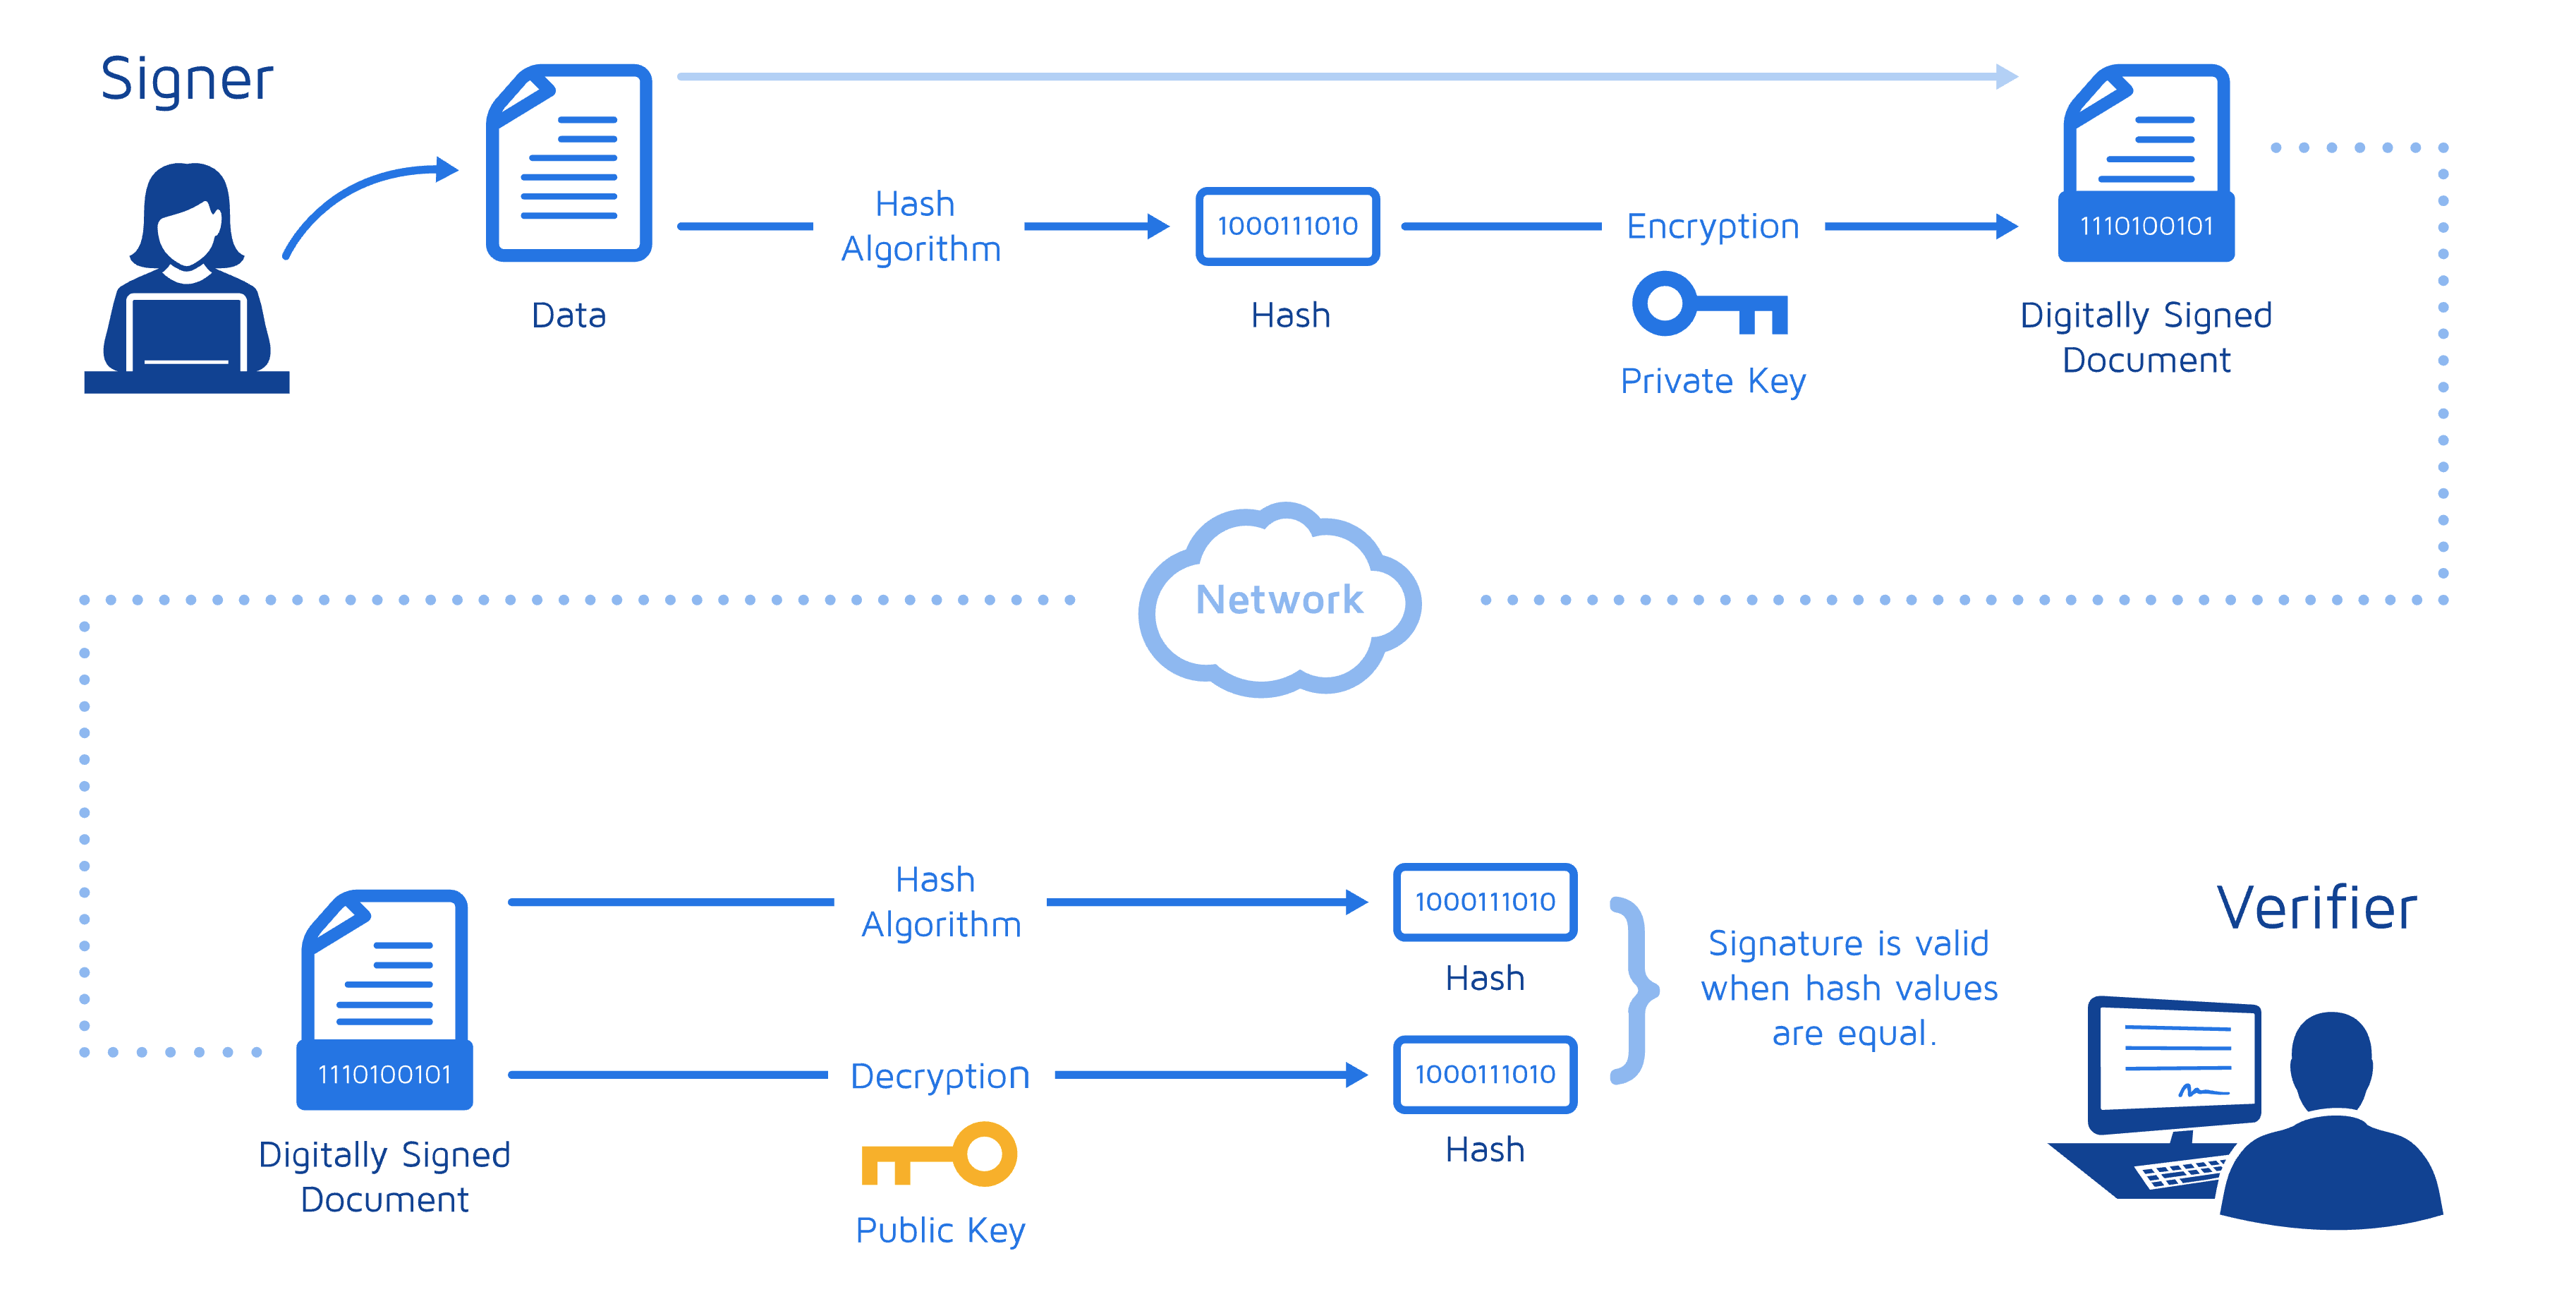 Signer
Data
Hash
Algorithm
1000111010
Hash
Encryption
Private Key
1110100101
Digitally Signed
Document
Network
1110100101
Digitally Signed
Document
Hash
Algorithm
1000111010
Hash
Decryption
Public Key
1000111010
Hash
Signature is valid
when hash values
are equal.
Verifier